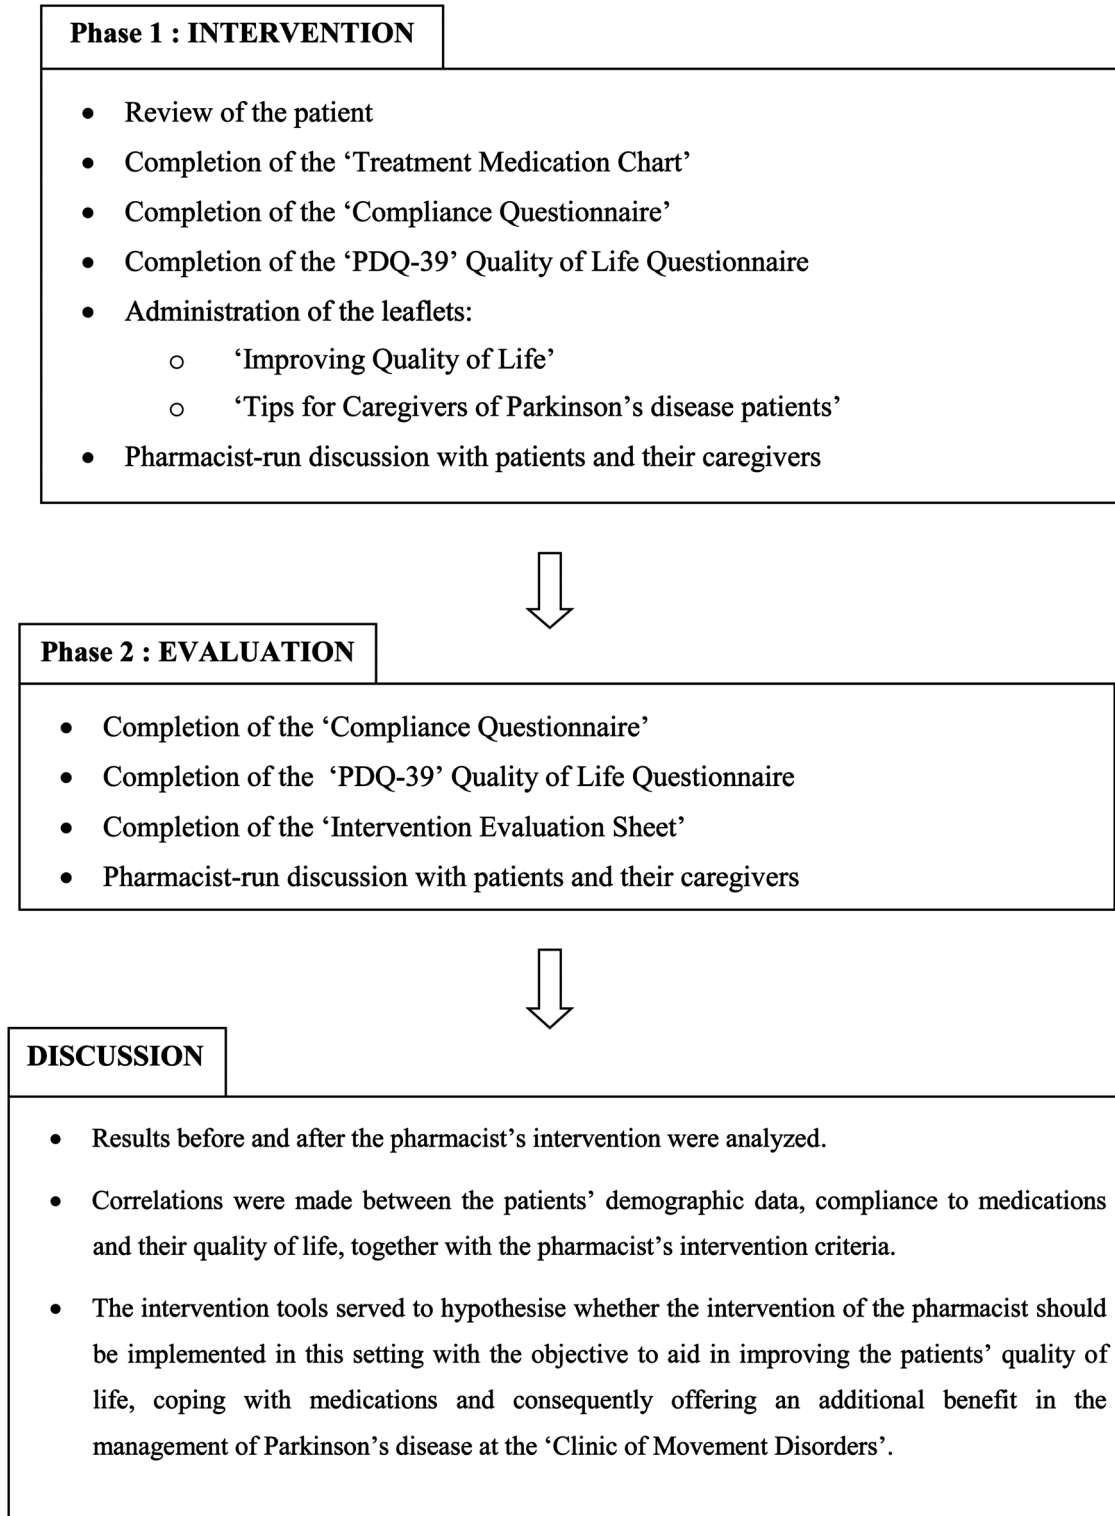 Phase 1 : INTERVENTION
• Review of the patient
• Completion of the ‘Treatment Medication Chart’
• Completion of the ‘Compliance Questionnaire’
• Completion of the ‘PDQ-39’ Quality of Life Questionnaire
• Administration of the leaflets:
o ‘Improving Quality of Life’
o ‘Tips for Caregivers of Parkinson’s disease patients’
• Pharmacist-run discussion with patients and their caregivers
Phase 2 : EVALUATION
• Completion of the ‘Compliance Questionnaire’
• Completion of the ‘PDQ-39’ Quality of Life Questionnaire
• Completion of the ‘Intervention Evaluation Sheet’
• Pharmacist-run discussion with patients and their caregivers
DISCUSSION
• Results before and after the pharmacist’s intervention were analyzed.
• Correlations were made between the patients’ demographic data, compliance to medications
and their quality of life, together with the pharmacist’s intervention criteria.
• The intervention tools served to hypothesise whether the intervention of the pharmacist should
be implemented in this setting with the objective to aid in improving the patients’ quality of
life, coping with medications and consequently offering an additional benefit in the
management of Parkinson’s disease at the ‘Clinic of Movement Disorders’.